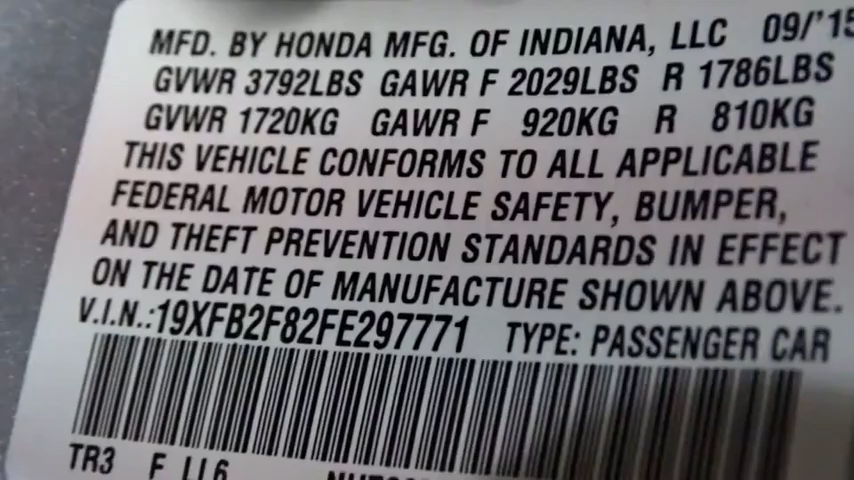 MFD. BY HONDA MFG. OF INDIANA, LLC 09/'15
GVWR 3792LBS GAWR F 2029LBS R 1786LBS
GVWR 1720KG GAWR F 920KG R 810KG
THIS VEHICLE CONFORMS TO ALL APPLICABLE
FEDERAL MOTOR VEHICLE SAFETY, BUMPER,
AND THEFT PREVENTION STANDARDS IN EFFECT
ON THE DATE OF MANUFACTURE SHOWN ABOVE.
V.I.N.:19XFB2F82FE297771 TYPE: PASSENGER CAR
TR3 F